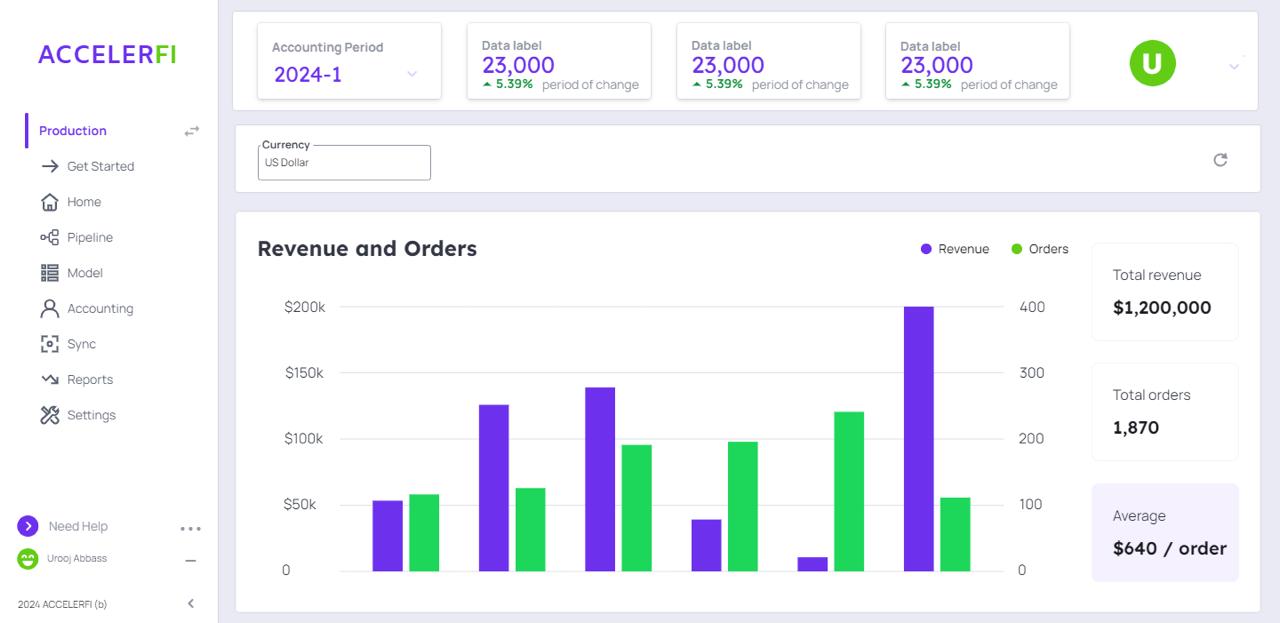 ACCELERFI
Production
Get Started
Home
Pipeline
Model
Accounting
Sync
Reports
Settings
Need Help
Urooj Abbass
2024 ACCELERFI (b)
Accounting Period
2024-1
Data label
23,000
5.39% period of change
Data label
23,000
5.39% period of change
Data label
23,000
5.39% period of change
U
Currency
US Dollar
Revenue and Orders
Revenue Orders
$200k 400
$150k 300
$100k 200
$50k 100
0 0
Total revenue
$1,200,000
Total orders
1,870
Average
$640 / order